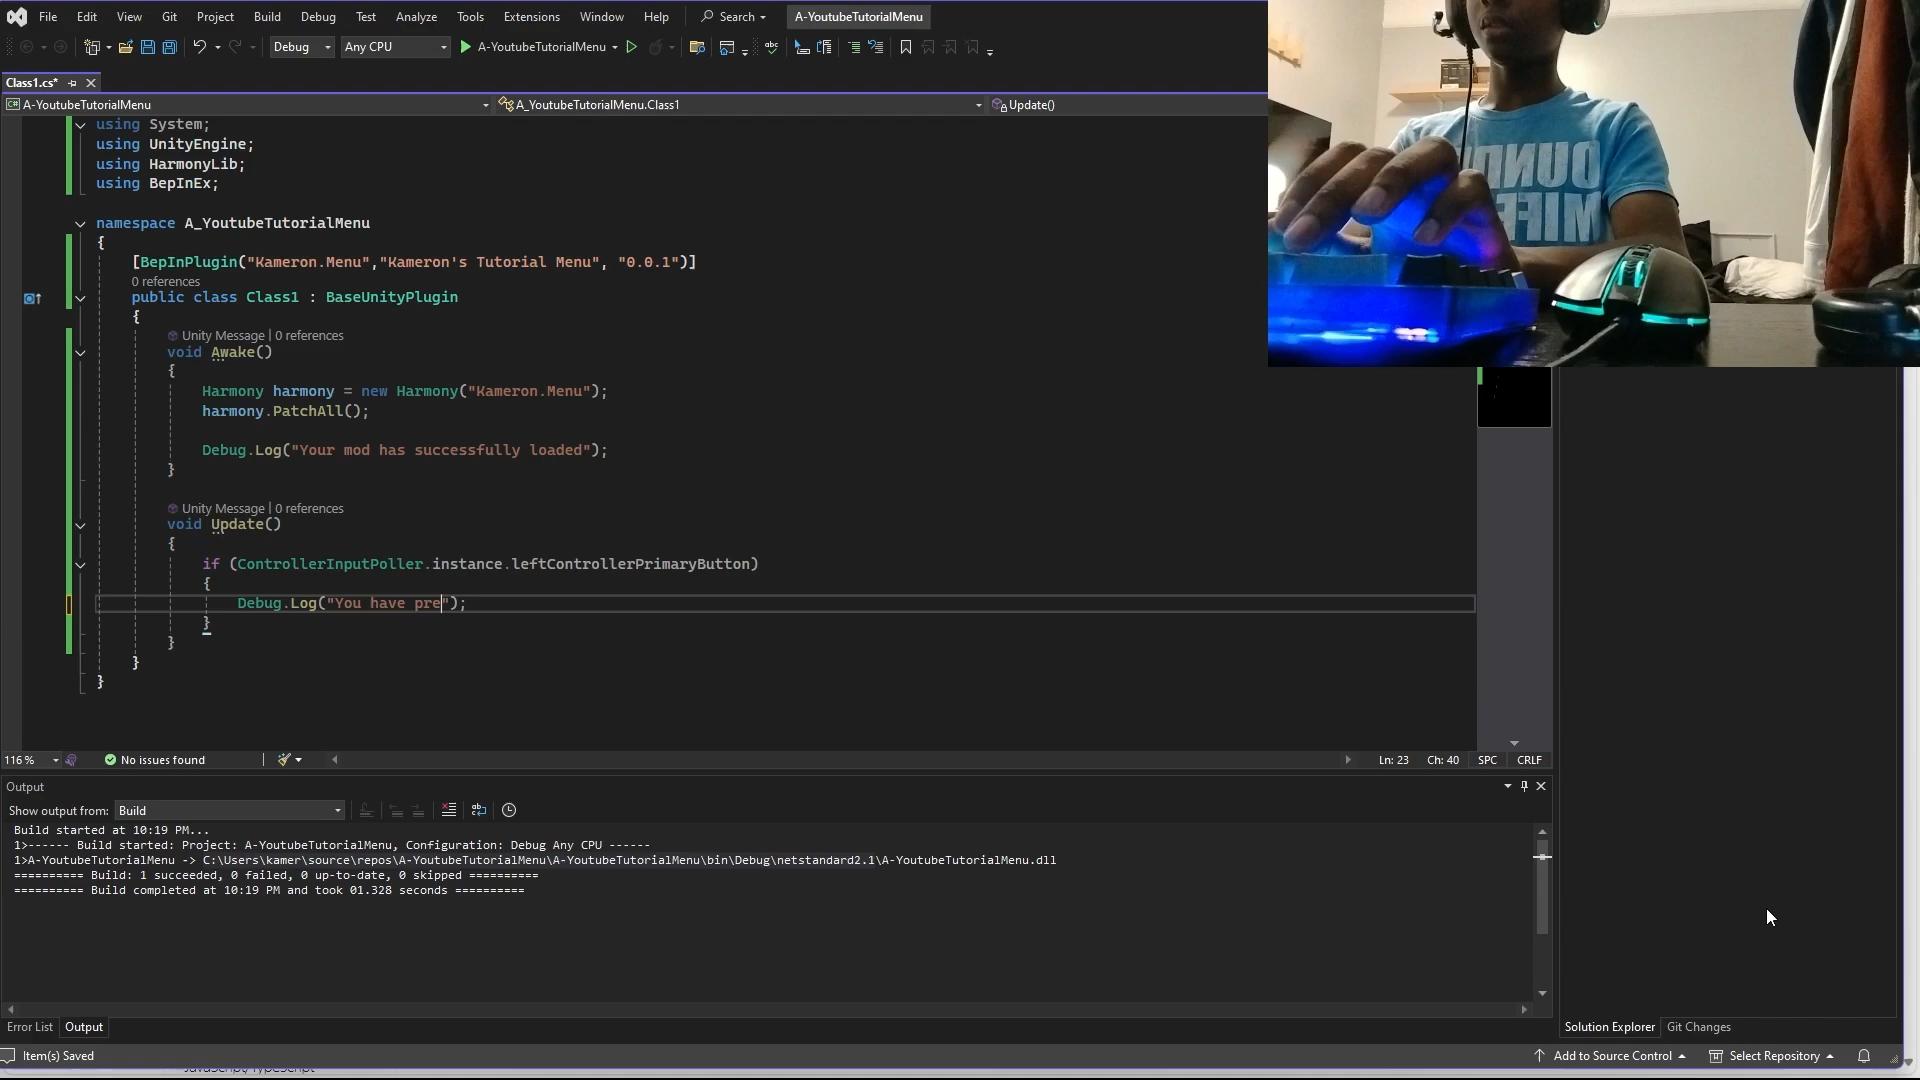 File Edit View Git Project Build Debug Test Analyze Tools Extensions Window Help Search A-YoutubeTutorialMenu
Debug Any CPU A-YoutubeTutorialMenu
Class1.cs*
A-YoutubeTutorialMenu A_YoutubeTutorialMenu.Class1 Update()
using System;
using UnityEngine;
using HarmonyLib;
using BepInEx;
namespace A_YoutubeTutorialMenu
{
[BepInPlugin("Kameron.Menu","Kameron's Tutorial Menu", "0.0.1")]
0 references
public class Class1 : BaseUnityPlugin
{
Unity Message | 0 references
void Awake()
{
Harmony harmony = new Harmony("Kameron.Menu");
harmony.PatchAll();
Debug.Log("Your mod has successfully loaded");
}
Unity Message | 0 references
void Update()
{
if (ControllerInputPoller.instance.leftControllerPrimaryButton)
{
Debug.Log("You have pre");
}
}
}
}
116 % No issues found Ln: 23 Ch: 40 SPC CRLF
Output
Show output from: Build
Build started at 10:19 PM...
1>------ Build started: Project: A-YoutubeTutorialMenu, Configuration: Debug Any CPU ------
1>A-YoutubeTutorialMenu -> C:\Users\kamer\source\repos\A-YoutubeTutorialMenu\A-YoutubeTutorialMenu\bin\Debug\netstandard2.1\A-YoutubeTutorialMenu.dll
========== Build: 1 succeeded, 0 failed, 0 up-to-date, 0 skipped ==========
========== Build completed at 10:19 PM and took 01.328 seconds ==========
Error List Output
Solution Explorer Git Changes
Item(s) Saved Add to Source Control Select Repository
JavaScript/TypeScript
DUNDER
MIFFLIN